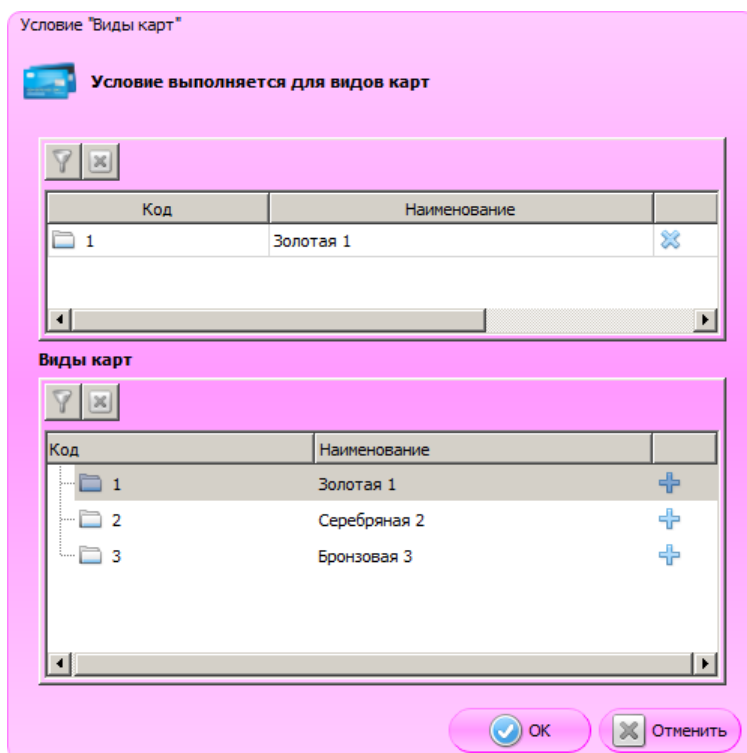 Условие "Виды карт"
Условие выполняется для видов карт
Код Наименование
1 Золотая 1
Виды карт
Код Наименование
1 Золотая 1
2 Серебряная 2
3 Бронзовая 3
OK Отменить